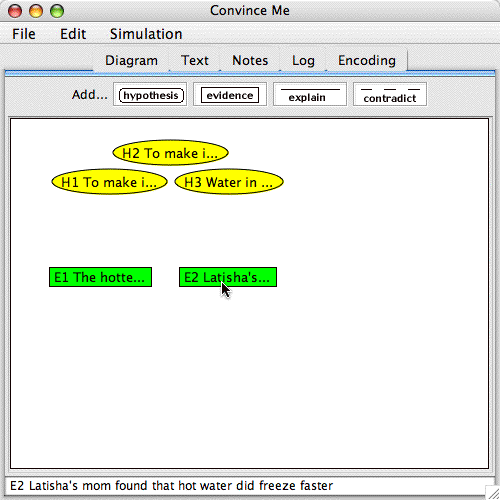 Convince Me
File Edit Simulation
Diagram Text Notes Log Encoding
Add... hypothesis evidence explain contradict
H2 To make i...
H1 To make i... H3 Water in ...
E1 The hotte... E2 Latisha's...
E2 Latisha's mom found that hot water did freeze faster